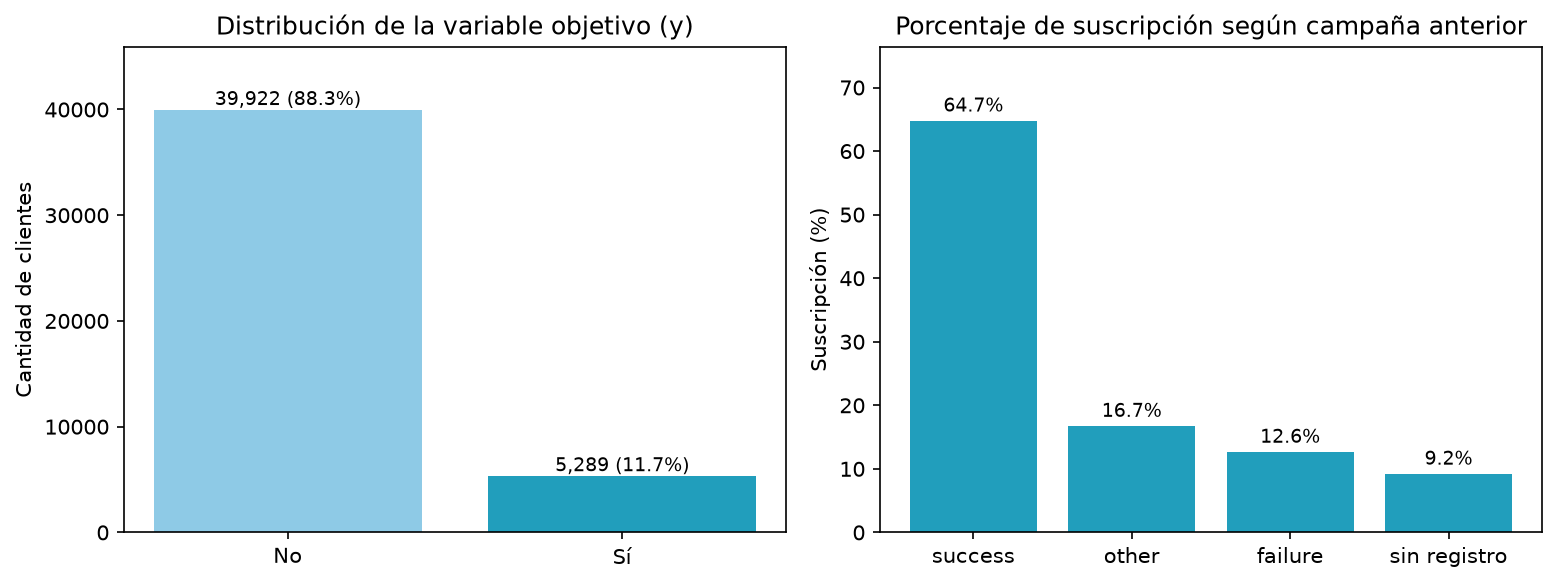 Distribución de la variable objetivo (y)
Cantidad de clientes
40000
30000
20000
10000
0
39,922 (88.3%)
5,289 (11.7%)
No
Sí
Porcentaje de suscripción según campaña anterior
Suscripción (%)
70
60
50
40
30
20
10
0
64.7%
16.7%
12.6%
9.2%
success
other
failure
sin registro